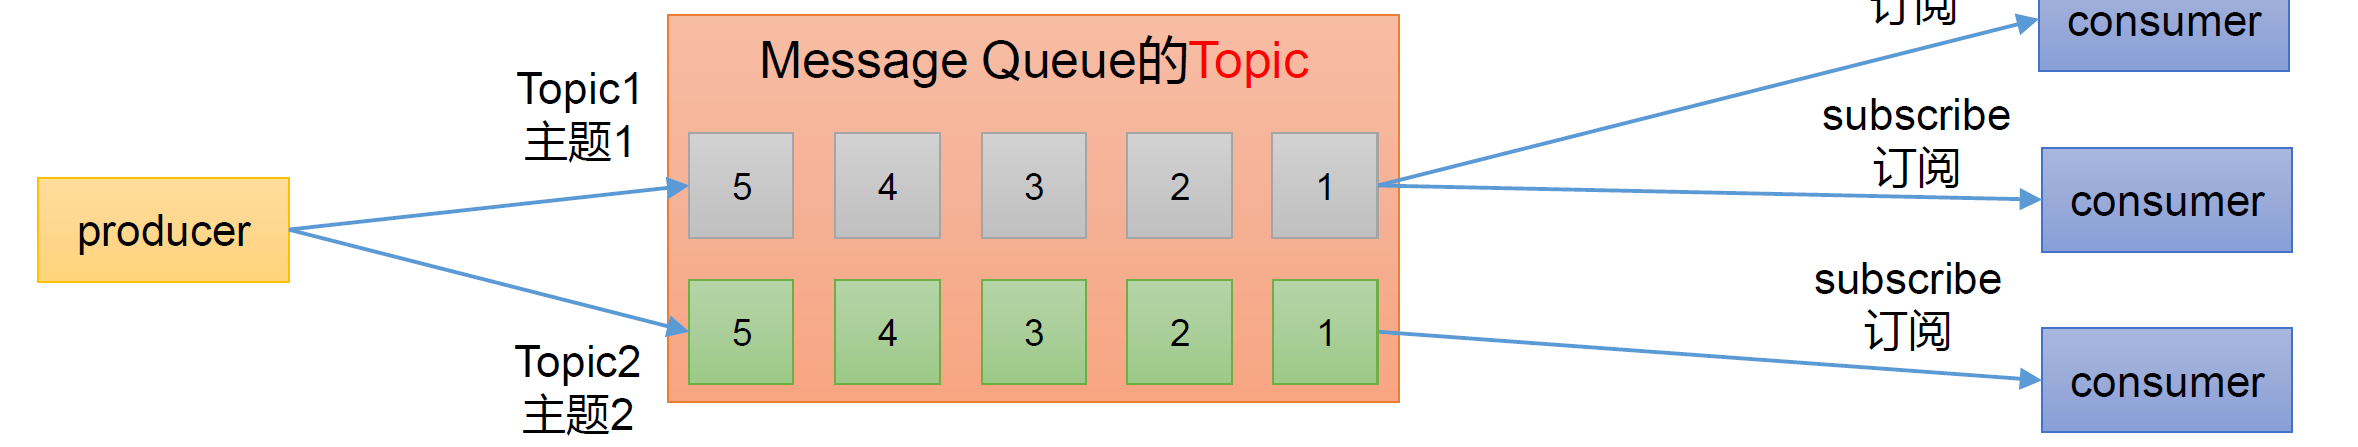 订阅
consumer
Message Queue的Topic
Topic1
主题1
5 4 3 2 1
subscribe
订阅
consumer
producer
5 4 3 2 1
subscribe
订阅
consumer
Topic2
主题2